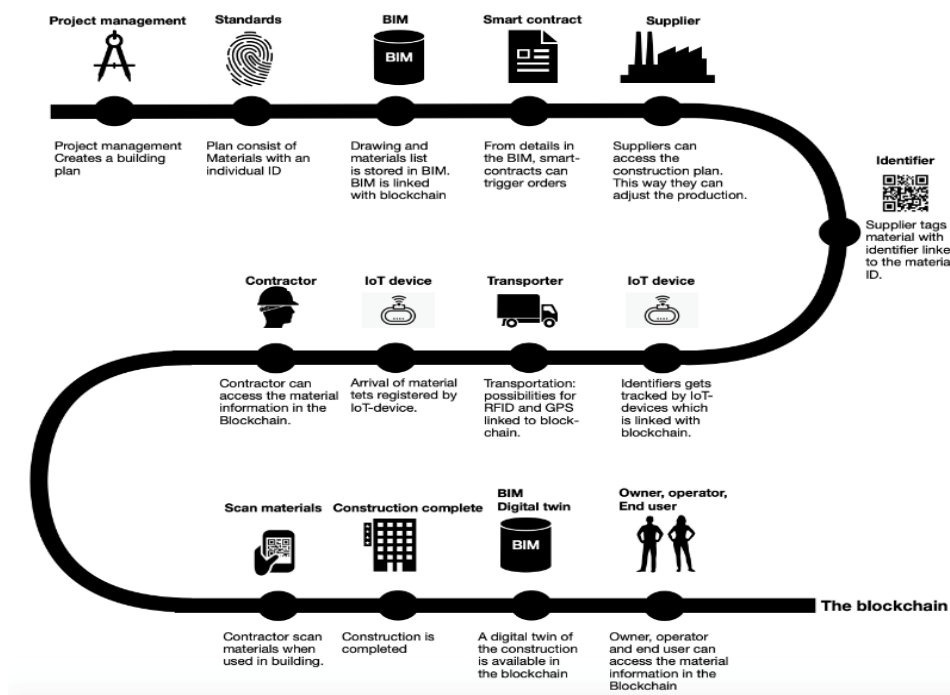 Project management
Standards
BIM
Smart contract
Supplier
BIM
Project management
Creates a building
plan
Plan consist of
Materials with an
individual ID
Drawing and
materials list
is stored in BIM.
BIM is linked
with blockchain
From details in
the BIM, smart-
contracts can
trigger orders
Suppliers can
access the
construction plan.
This way they can
adjust the production.
Identifier
Supplier tags
material with
identifier linke
to the materia
ID.
Contractor
IoT device
Transporter
IoT device
Contractor can
access the material
information in the
Blockchain.
Arrival of material
tets registered by
IoT-device.
Transportation:
possibilities for
RFID and GPS
linked to block-
chain.
Identifiers gets
tracked by IoT-
devices which
is linked with
blockchain.
Scan materials
Construction complete
BIM
Digital twin
Owner, operator,
End user
BIM
The blockchain
Contractor scan
materials when
used in building.
Construction is
completed
A digital twin of
the construction
is available in
the blockchain
Owner, operator
and end user can
access the material
information in the
Blockchain